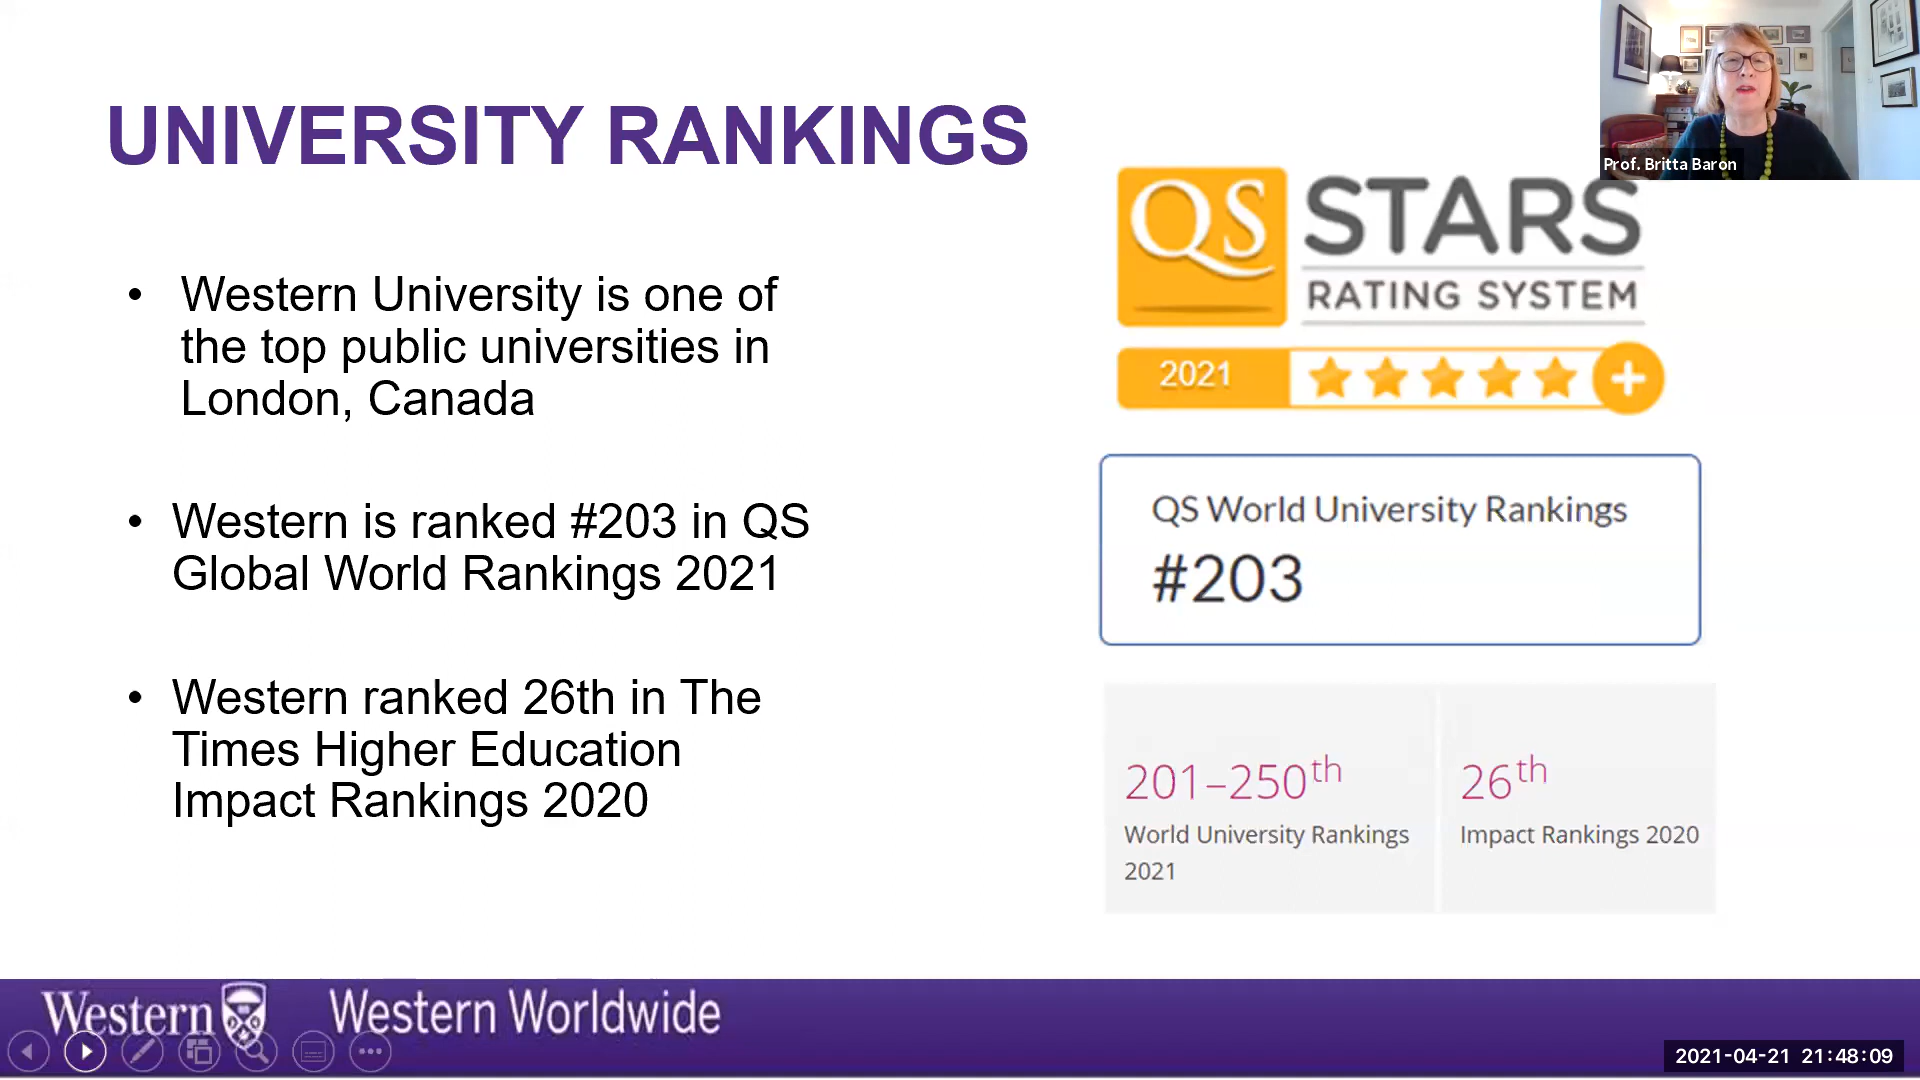 UNIVERSITY RANKINGS
• Western University is one of
the top public universities in
London, Canada
• Western is ranked #203 in QS
Global World Rankings 2021
• Western ranked 26th in The
Times Higher Education
Impact Rankings 2020
Prof. Britta Baron
QS STARS
RATING SYSTEM
2021
QS World University Rankings
#203
201–250th
World University Rankings
2021
26th
Impact Rankings 2020
Western Western Worldwide
2021-04-21 21:48:09